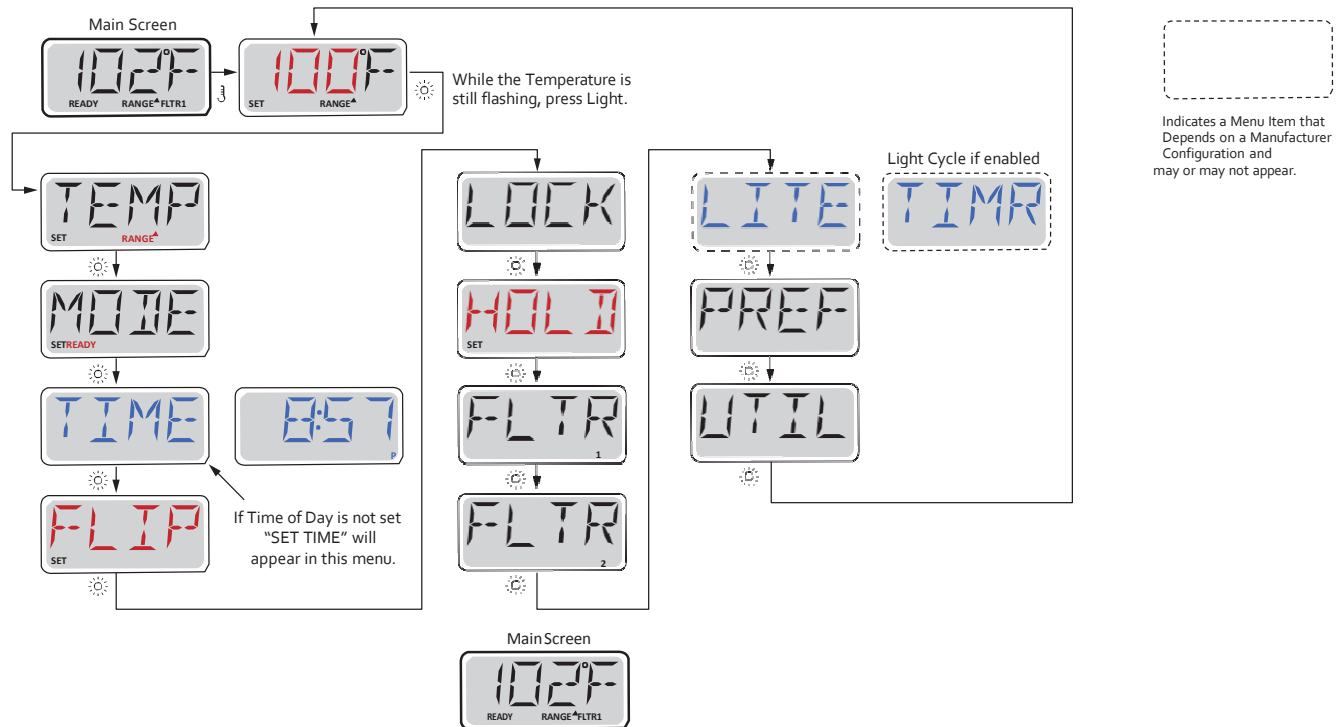 Main Screen
102°F
READY RANGE FLTR1
100°F
SET RANGE
While the Temperature is
still flashing, press Light.
TEMP
SET RANGE
MODE
SETREADY
TIME
8:57
P
If Time of Day is not set
“SET TIME” will
appear in this menu.
FLIP
SET
LOCK
HOLD
SET
FLTR
1
FLTR
2
LITE
Light Cycle if enabled
TIMR
PREF
UTIL
Main Screen
102°F
READY RANGE FLTR1
Indicates a Menu Item that
Depends on a Manufacturer
Configuration and
may or may not appear.